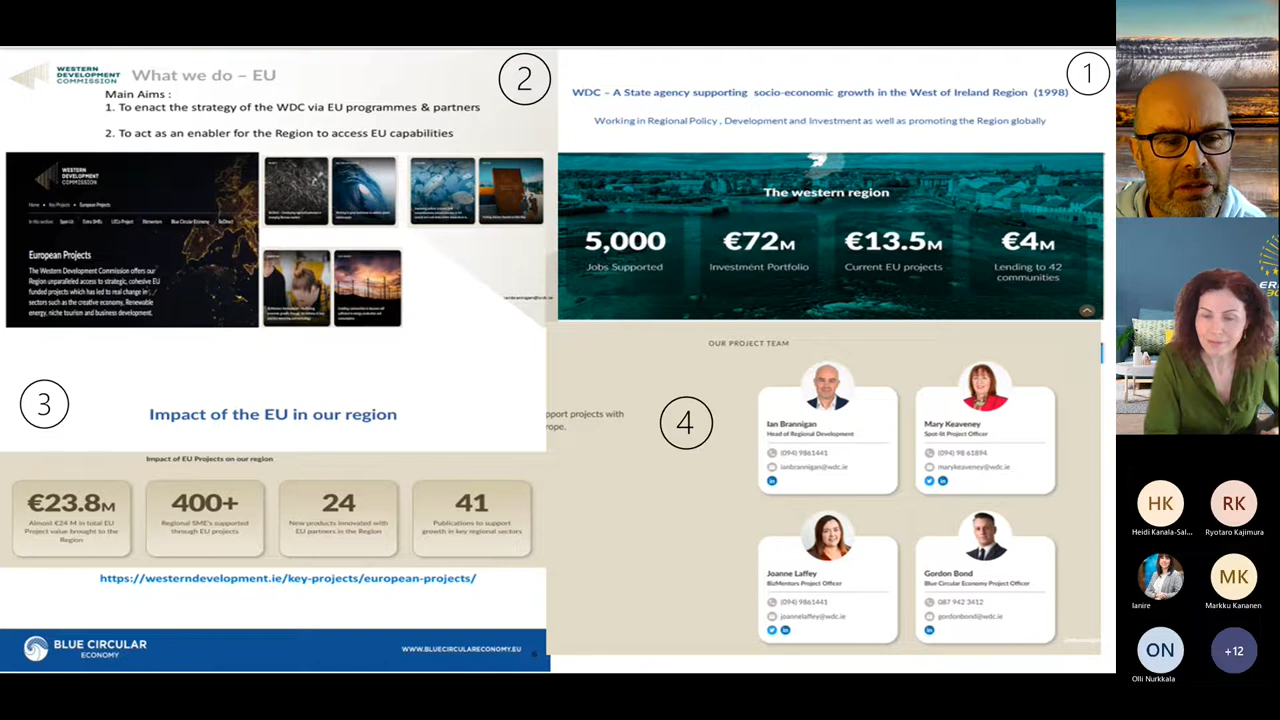 WESTERN
DEVELOPMENT
COMMISSION
What we do – EU
2
Main Aims :
1. To enact the strategy of the WDC via EU programmes & partners
2. To act as an enabler for the Region to access EU capabilities
WESTERN
DEVELOPMENT
COMMISSION
Home • Key Projects • European Projects
European Projects
The Western Development Commission offers our
Region unparalleled access to strategic, cohesive EU
funded projects which has led to real change in
sectors such as the creative economy, Renewable
energy, niche tourism and business development.
1
WDC – A State agency supporting socio-economic growth in the West of Ireland Region (1998)
Working in Regional Policy , Development and Investment as well as promoting the Region globally
The western region
5,000
Jobs Supported
€72M
Investment Portfolio
€13.5M
Current EU projects
€4M
Lending to 42
communities
3
Impact of the EU in our region
Impact of EU Projects on our region
€23.8M
Almost €24 M in total EU
Project value brought to the
Region
400+
Regional SME's supported
through EU projects
24
New products innovated with
EU partners in the Region
41
Publications to support
growth in key regional sectors
https://westerndevelopment.ie/key-projects/european-projects/
BLUE CIRCULAR
ECONOMY
WWW.BLUECIRCULARECONOMY.EU
OUR PROJECT TEAM
pport projects with
rope.
4
Ian Brannigan
Head of Regional Development
(094) 9861441
ianbrannigan@wdc.ie
Mary Keaveney
Spot-lit Project Officer
(094) 98 61894
marykeaveney@wdc.ie
Joanne Laffey
BizMentors Project Officer
(094) 9861441
joannelaffey@wdc.ie
Gordon Bond
Blue Circular Economy Project Officer
087 942 3412
gordonbond@wdc.ie
HK
Heidi Kanala-Sal...
RK
Ryotaro Kajimura
Ianire
MK
Markku Kananen
ON
Olli Nurkkala
+12